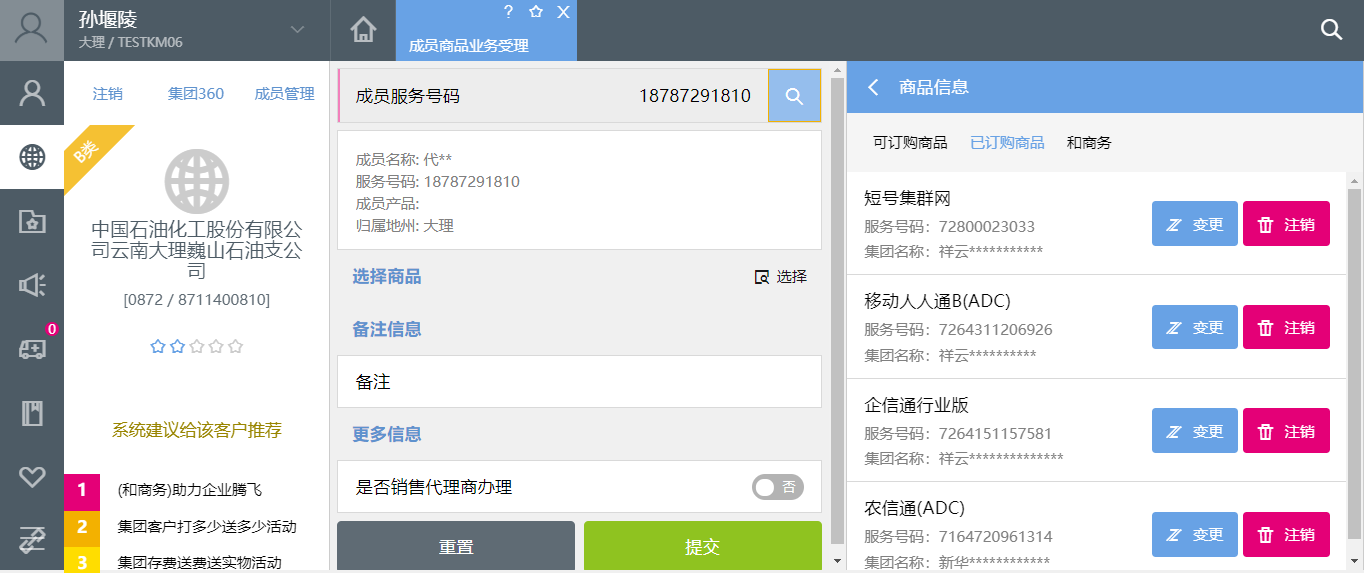 孙堰陵
大理 / TESTKM06
? X
成员商品业务受理
注销 集团360 成员管理
B类
中国石油化工股份有限公
司云南大理巍山石油支公
司
[0872 / 8711400810]
0
系统建议给该客户推荐
1 (和商务)助力企业腾飞
2 集团客户打多少送多少活动
3 集团存费送费送实物活动
成员服务号码 18787291810
成员名称: 代**
服务号码: 18787291810
成员产品:
归属地州: 大理
选择商品 选择
备注信息
备注
更多信息
是否销售代理商办理 否
重置 提交
商品信息
可订购商品 已订购商品 和商务
短号集群网
服务号码: 72800023033
集团名称: 祥云***********
变更 注销
移动人人通B(ADC)
服务号码: 7264311206926
集团名称: 祥云**********
变更 注销
企信通行业版
服务号码: 7264151157581
集团名称: 祥云**************
变更 注销
农信通(ADC)
服务号码: 7164720961314
集团名称: 新华************
变更 注销